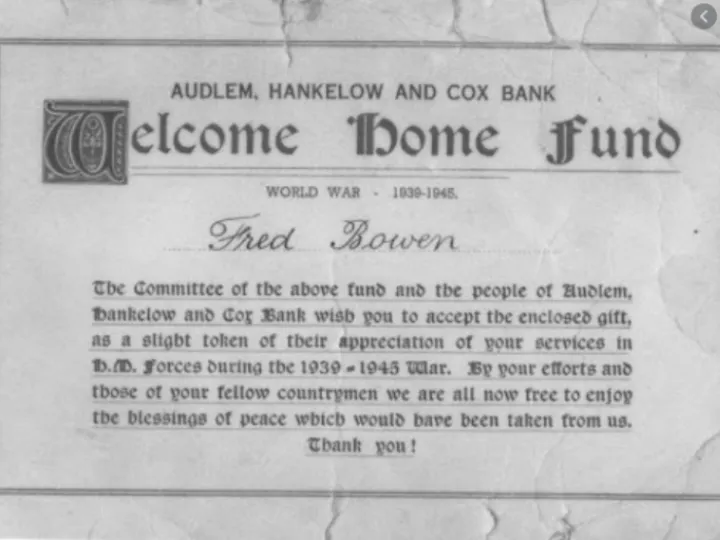 AUDLEM, HANKELOW AND COX BANK
Welcome Home Fund
WORLD WAR - 1939-1945.
Fred Bowen
The Committee of the above fund and the people of Audlem,
Hankelow and Cox Bank wish you to accept the enclosed gift,
as a slight token of their appreciation of your services in
H.M. Forces during the 1939-1945 War. By your efforts and
those of your fellow countrymen we are all now free to enjoy
the blessings of peace which would have been taken from us.
Thank you!